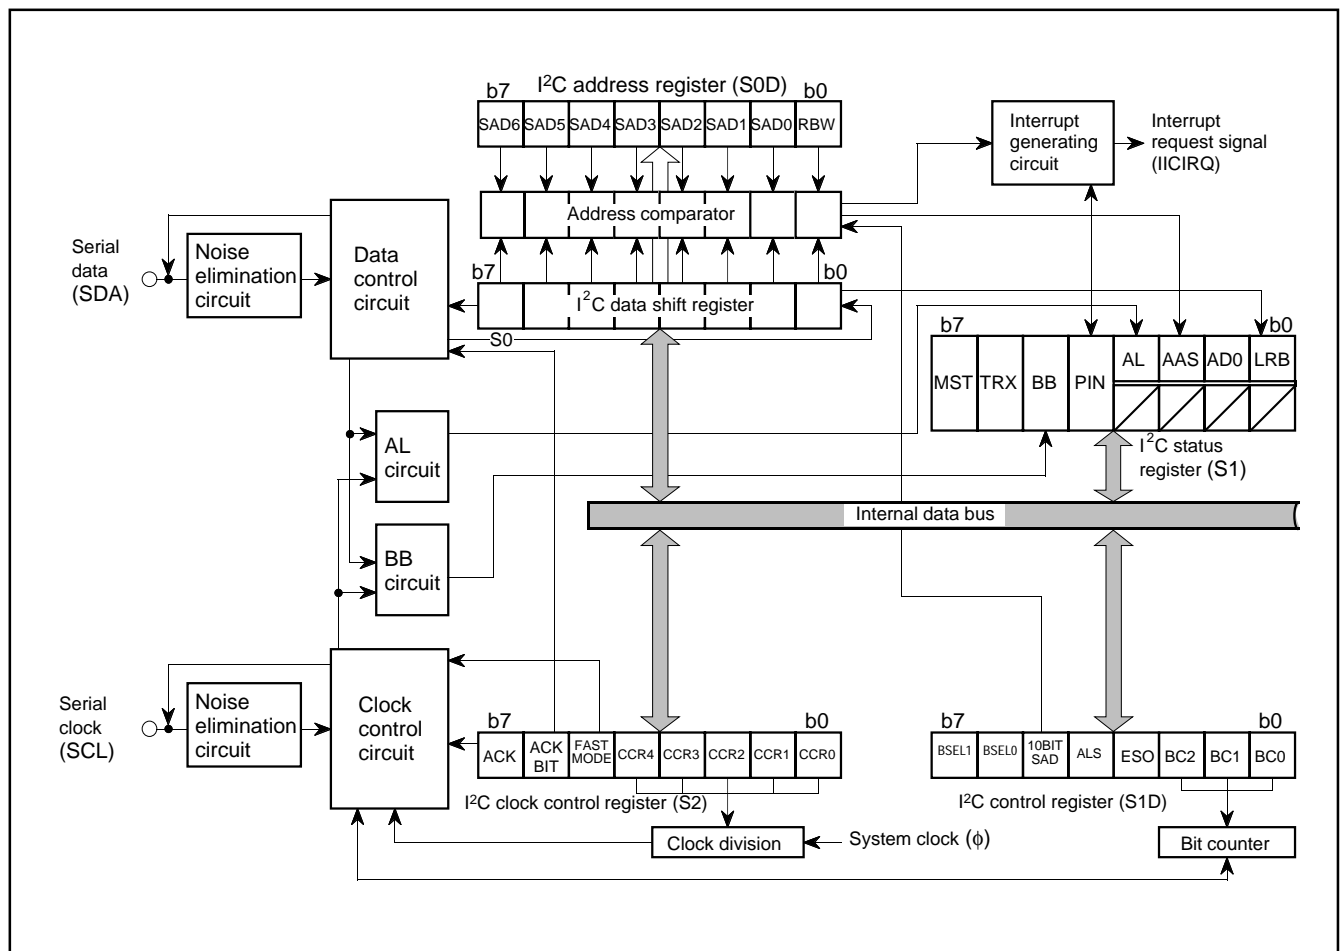 I²C address register (S0D)
b7 b0
SAD6 SAD5 SAD4 SAD3 SAD2 SAD1 SAD0 RBW
Interrupt
generating
circuit
Interrupt
request signal
(IICIRQ)
Address comparator
Serial
data
(SDA)
Noise
elimination
circuit
Data
control
circuit
b7 b0
I²C data shift register
S0
b7 b0
MST TRX BB PIN AL AAS AD0 LRB
I²C status
register (S1)
AL
circuit
Internal data bus
BB
circuit
Serial
clock
(SCL)
Noise
elimination
circuit
Clock
control
circuit
b7 b0
ACK
ACK
BIT
FAST
MODE
CCR4 CCR3 CCR2 CCR1 CCR0
I²C clock control register (S2)
b7 b0
BSEL1 BSEL0
10BIT
SAD
ALS ESO BC2 BC1 BC0
I²C control register (S1D)
Clock division
System clock (ϕ)
Bit counter